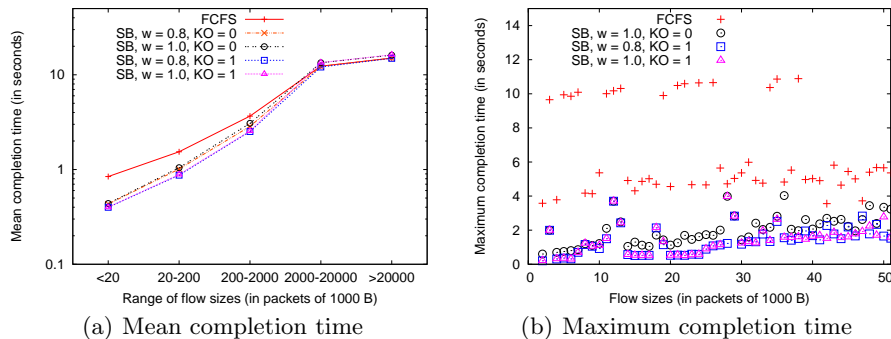 FCFS
SB, w = 0.8, KO = 0
SB, w = 1.0, KO = 0
SB, w = 0.8, KO = 1
SB, w = 1.0, KO = 1
100
10
1
0.1
Mean completion time (in seconds)
<20
20-200
200-2000
2000-20000
>20000
Range of flow sizes (in packets of 1000 B)
(a) Mean completion time
FCFS
SB, w = 1.0, KO = 0
SB, w = 0.8, KO = 1
SB, w = 1.0, KO = 1
14
12
10
8
6
4
2
0
Maximum completion time (in seconds)
0
10
20
30
40
50
Flow sizes (in packets of 1000 B)
(b) Maximum completion time